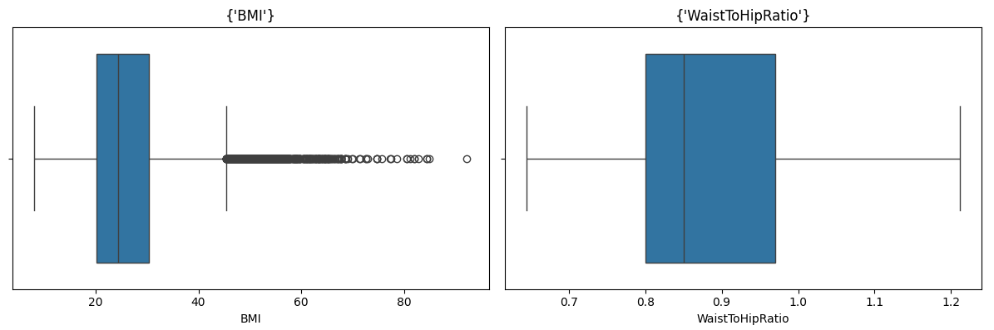 {'BMI'}
20 40 60 80
BMI
{'WaistToHipRatio'}
0.7 0.8 0.9 1.0 1.1 1.2
WaistToHipRatio